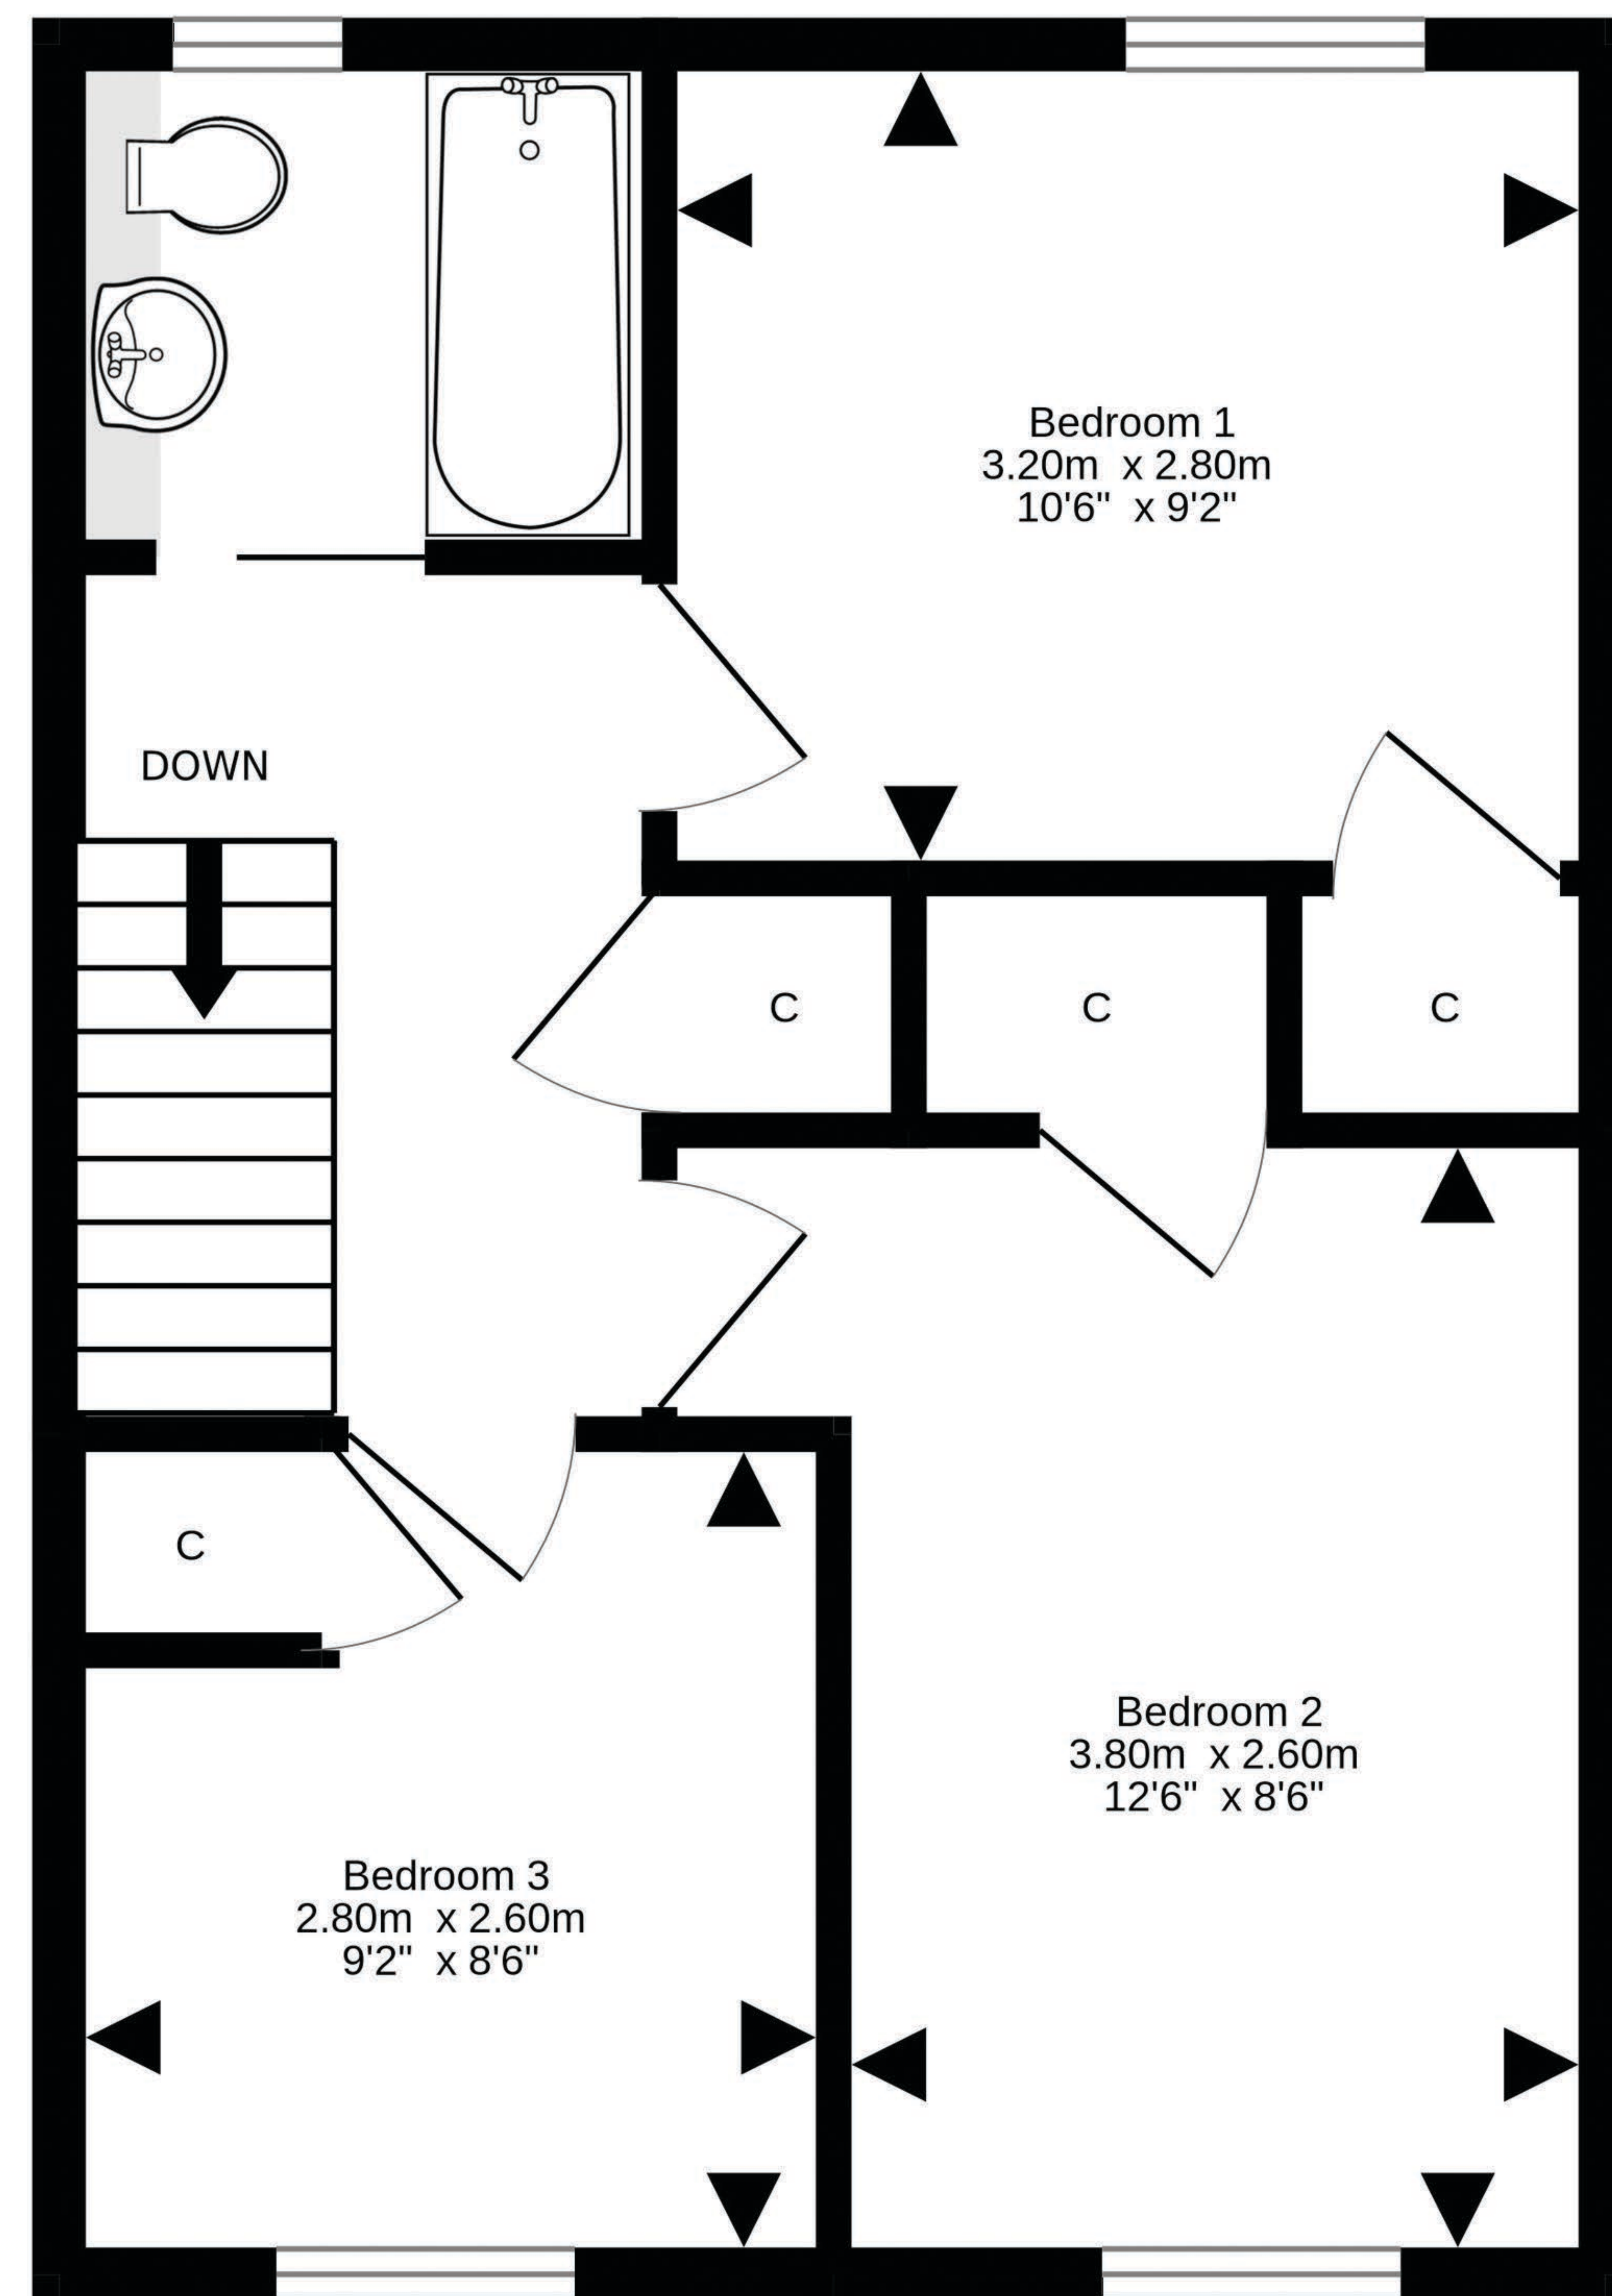 Bedroom 1
3.20m x 2.80m
10'6" x 9'2"
DOWN
C
C
C
C
Bedroom 2
3.80m x 2.60m
12'6" x 8'6"
Bedroom 3
2.80m x 2.60m
9'2" x 8'6"